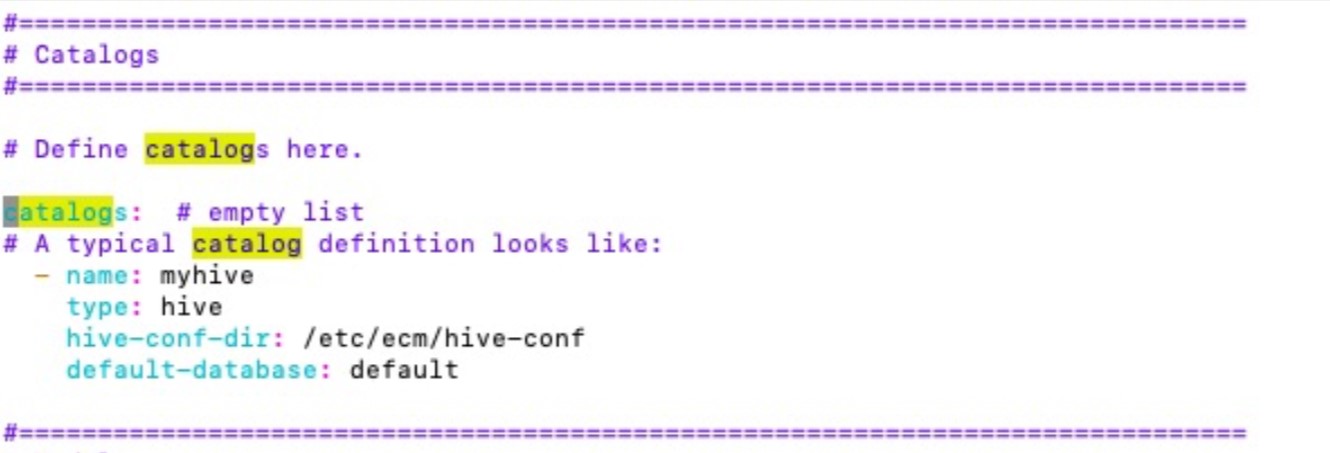 #==============================================================================
# Catalogs
#==============================================================================
# Define catalogs here.
catalogs:  # empty list
# A typical catalog definition looks like:
  - name: myhive
    type: hive
    hive-conf-dir: /etc/ecm/hive-conf
    default-database: default
#==============================================================================